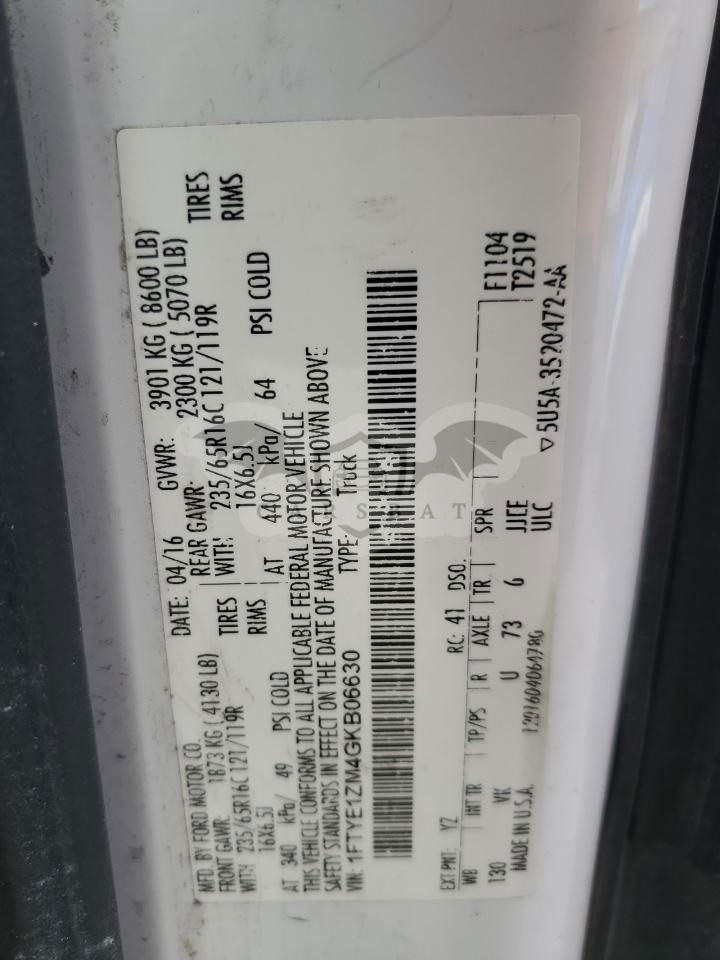 MFD. BY FORD MOTOR CO.
DATE: 04/16 GVWR: 3901 KG ( 8600 LB)
FRONT GAWR: 1873 KG ( 4130 LB) REAR GAWR: 2300 KG ( 5070 LB)
WITH 235/65R16C 121/119R TIRES WITH 235/65R16C 121/119R TIRES
16X6.5J RIMS 16X6.5J RIMS
AT 340 kPa/ 49 PSI COLD AT 440 kPa/ 64 PSI COLD
THIS VEHICLE CONFORMS TO ALL APPLICABLE FEDERAL MOTOR VEHICLE
SAFETY STANDARDS IN EFFECT ON THE DATE OF MANUFACTURE SHOWN ABOVE.
VIN: 1FTYE1ZM4GKB06630 TYPE: Truck
EXT PNT: YZ RC: 41 DSO:
WB INT TR TP/PS R AXLE TR SPR F1104
130 VK U 73 6 JJCE T2519
MADE IN U.S.A. ULC
1201604064780 5U5A-3520472-AA
CARSBAT